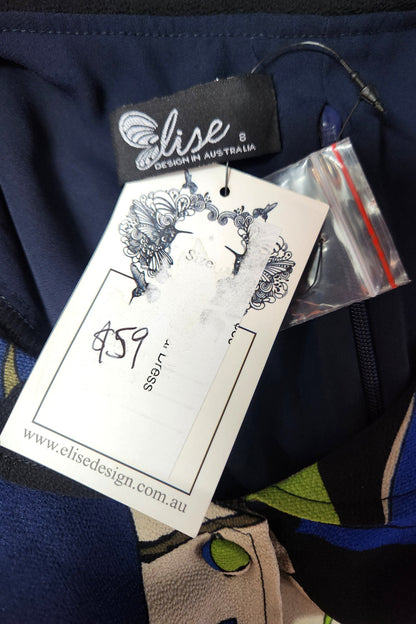 Elise
8
DESIGN IN AUSTRALIA
Size
$59
Dress
www.elisedesign.com.au